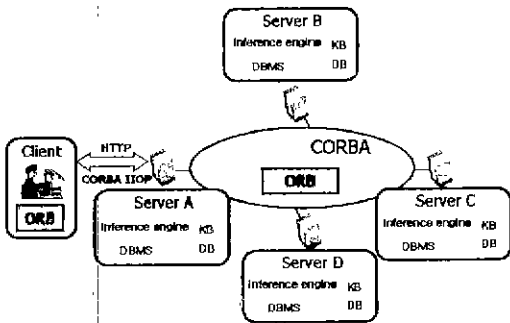 Server B
Inference engine KB
DBMS DB
HTTP
Client
CORBA IIOP
ORB
CORBA
ORB
Server A
Inference engine KB
DBMS DB
Server C
Inference engine KB
DBMS DB
Server D
Inference engine KB
DBMS DB